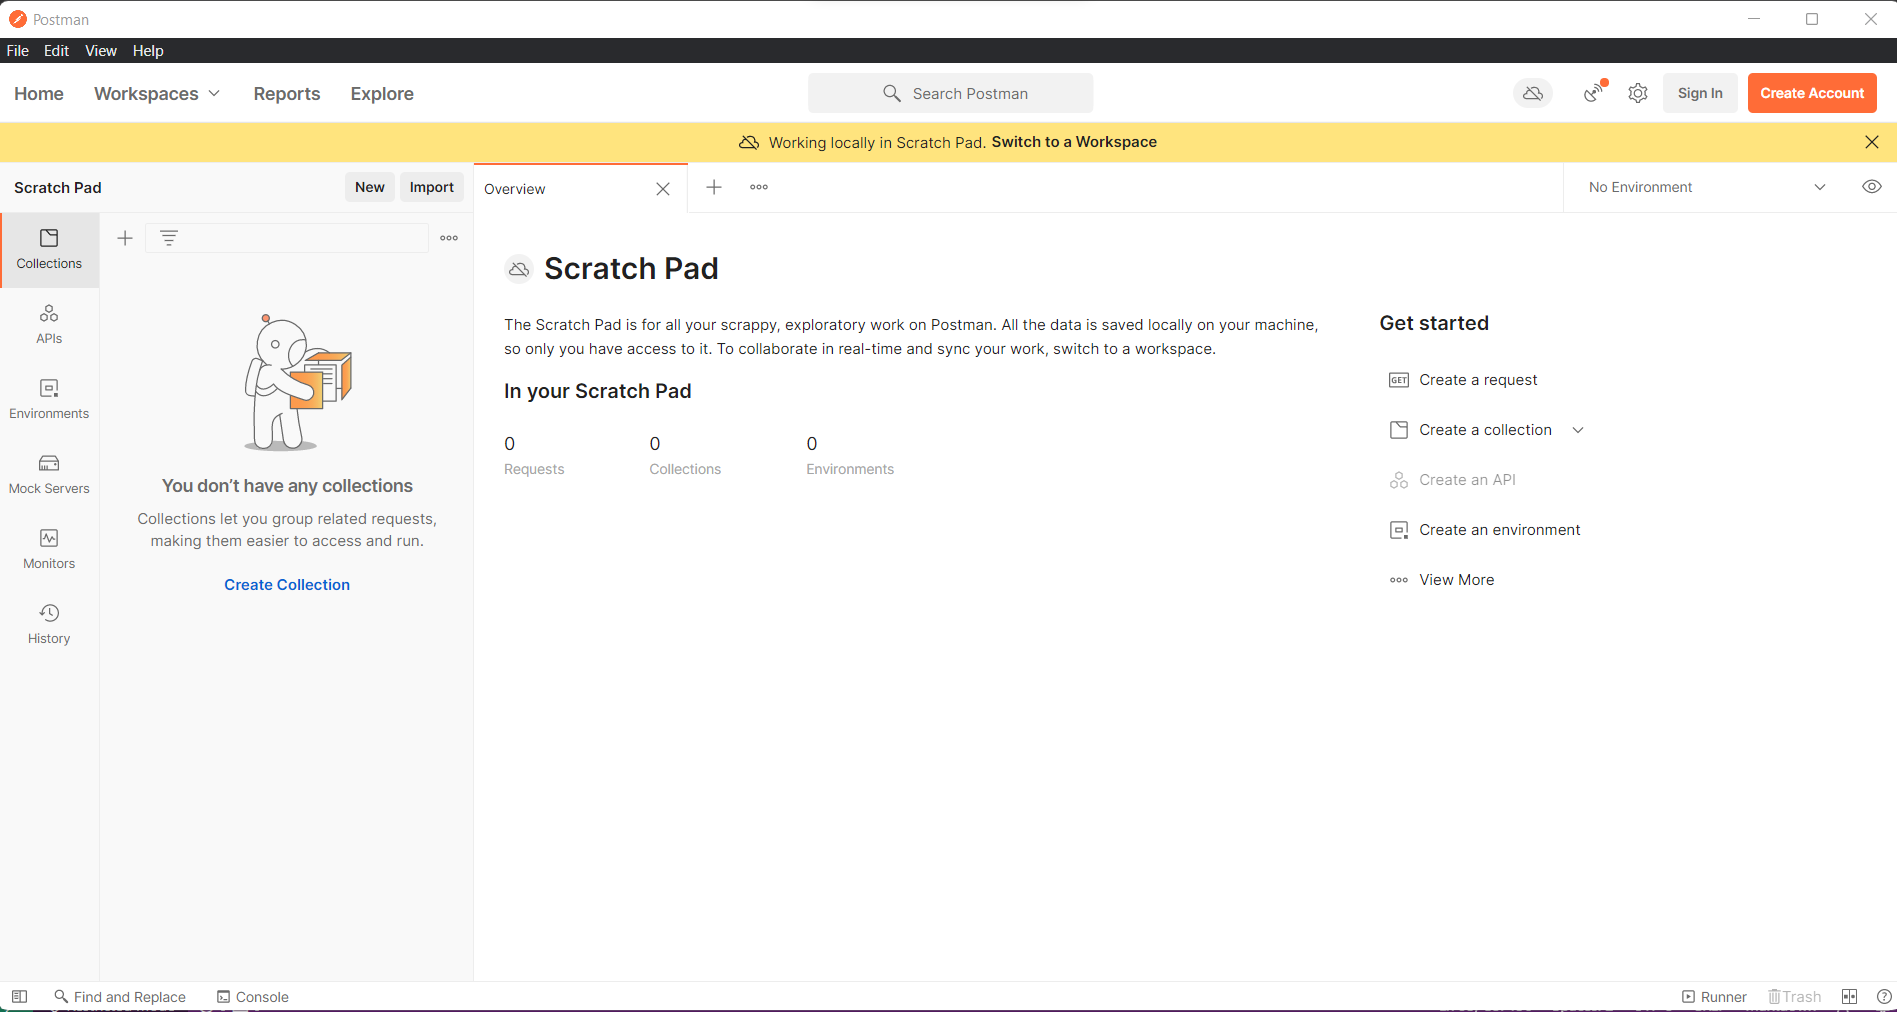 Postman
File Edit View Help
Home Workspaces Reports Explore
Search Postman
Sign In
Create Account
Working locally in Scratch Pad. Switch to a Workspace
Scratch Pad
New
Import
Overview
No Environment
Collections
APIs
Environments
Mock Servers
Monitors
History
You don’t have any collections
Collections let you group related requests,
making them easier to access and run.
Create Collection
Scratch Pad
The Scratch Pad is for all your scrappy, exploratory work on Postman. All the data is saved locally on your machine,
so only you have access to it. To collaborate in real-time and sync your work, switch to a workspace.
In your Scratch Pad
0 0 0
Requests Collections Environments
Get started
GET Create a request
Create a collection
Create an API
Create an environment
View More
Find and Replace
Console
Runner
Trash